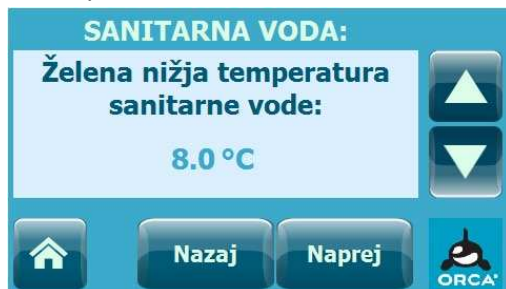 SANITARNA VODA:
Želena nižja temperatura
sanitarne vode:
8.0 °C
Nazaj
Naprej
ORCA